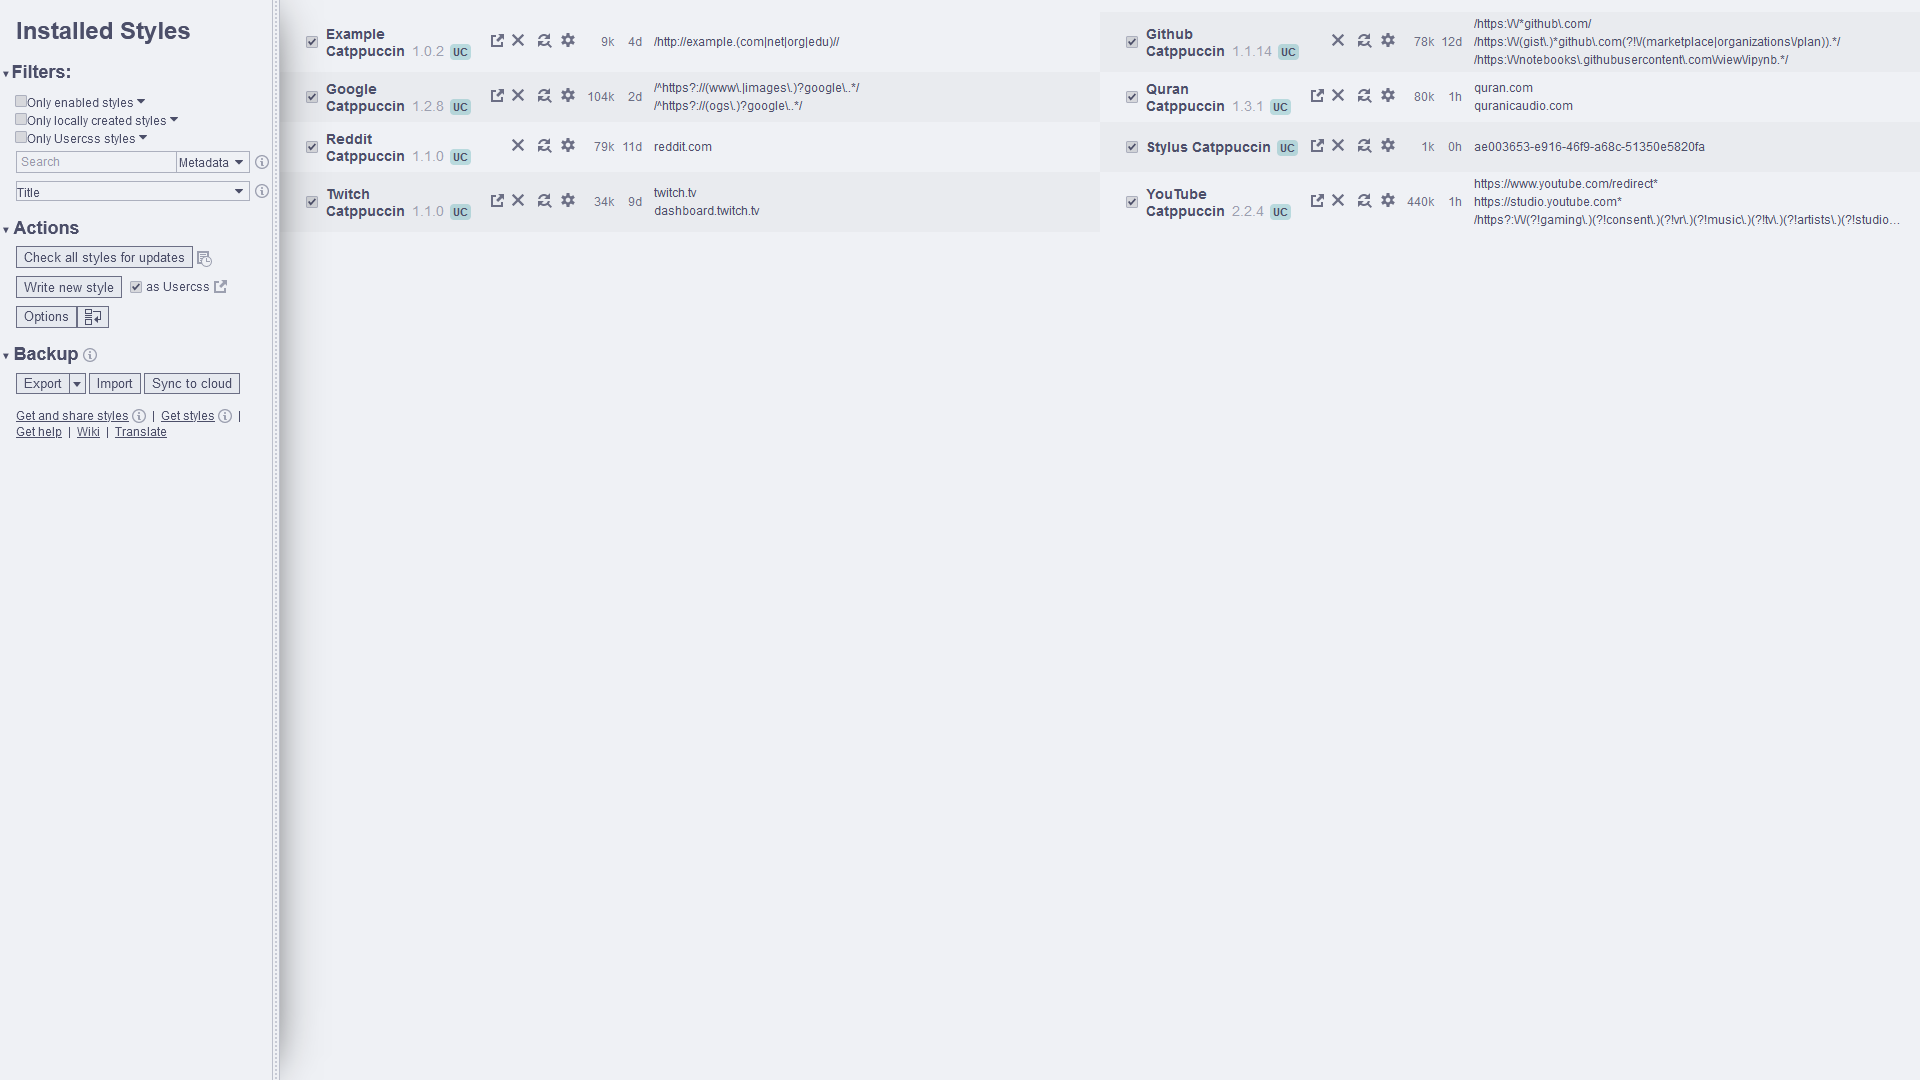 Installed Styles
Filters:
Only enabled styles
Only locally created styles
Only Usercss styles
Search
Metadata
Title
Actions
Check all styles for updates
Write new style
as Usercss
Options
Backup
Export
Import
Sync to cloud
Get and share styles | Get styles |
Get help | Wiki | Translate
Example
Catppuccin 1.0.2 UC
9k 4d
/http://example.(com|net|org|edu)//
Github
Catppuccin 1.1.14 UC
78k 12d
/https:\/\/*github\.com/
/https:\/\/(gist\.)*github\.com(?!\/(marketplace|organizations\/plan)).*/
/https:\/\/notebooks\.githubusercontent\.com\/view\/ipynb.*/
Google
Catppuccin 1.2.8 UC
104k 2d
/^https?://(www\.|images\.)?google\..*/
/^https?://(ogs\.)?google\..*/
Quran
Catppuccin 1.3.1 UC
80k 1h
quran.com
quranicaudio.com
Reddit
Catppuccin 1.1.0 UC
79k 11d
reddit.com
Stylus Catppuccin UC
1k 0h
ae003653-e916-46f9-a68c-51350e5820fa
Twitch
Catppuccin 1.1.0 UC
34k 9d
twitch.tv
dashboard.twitch.tv
YouTube
Catppuccin 2.2.4 UC
440k 1h
https://www.youtube.com/redirect*
https://studio.youtube.com*
/https?:\/\/(?!gaming\.)(?!consent\.)(?!vr\.)(?!music\.)(?!tv\.)(?!artists\.)(?!studio...